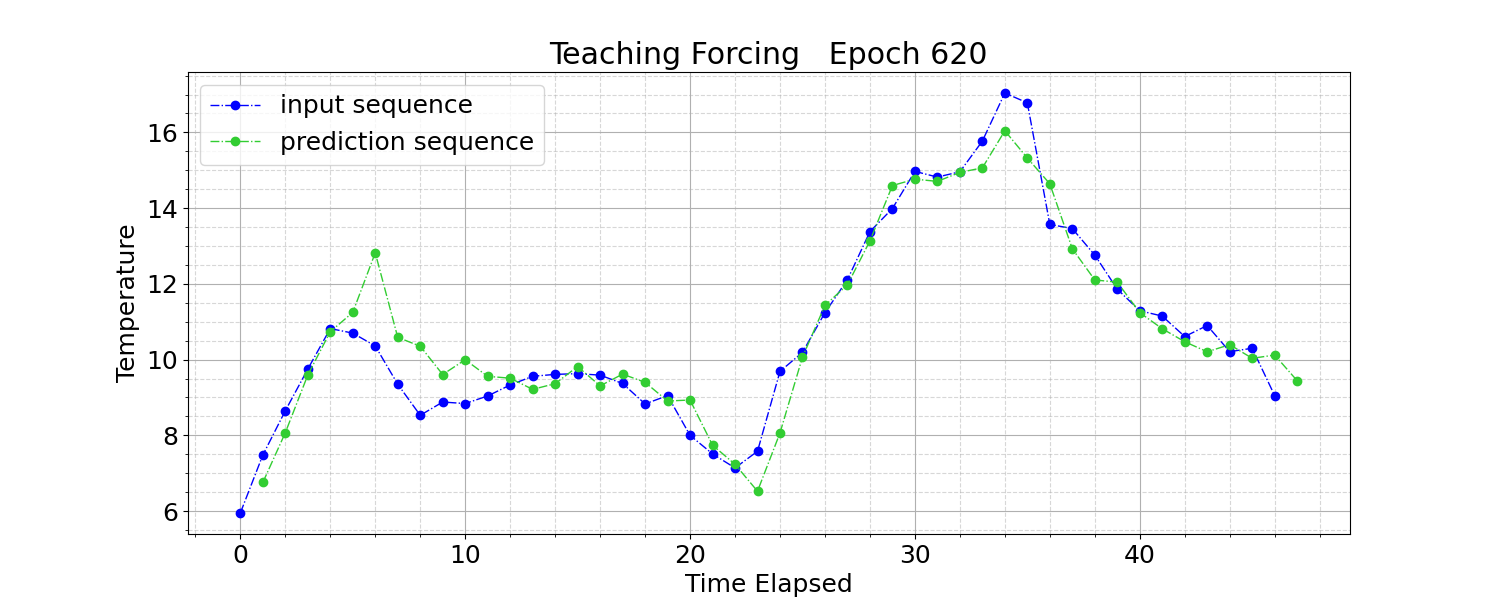 Teaching Forcing   Epoch 620
input sequence
prediction sequence
Temperature
16
14
12
10
8
6
0 10 20 30 40
Time Elapsed